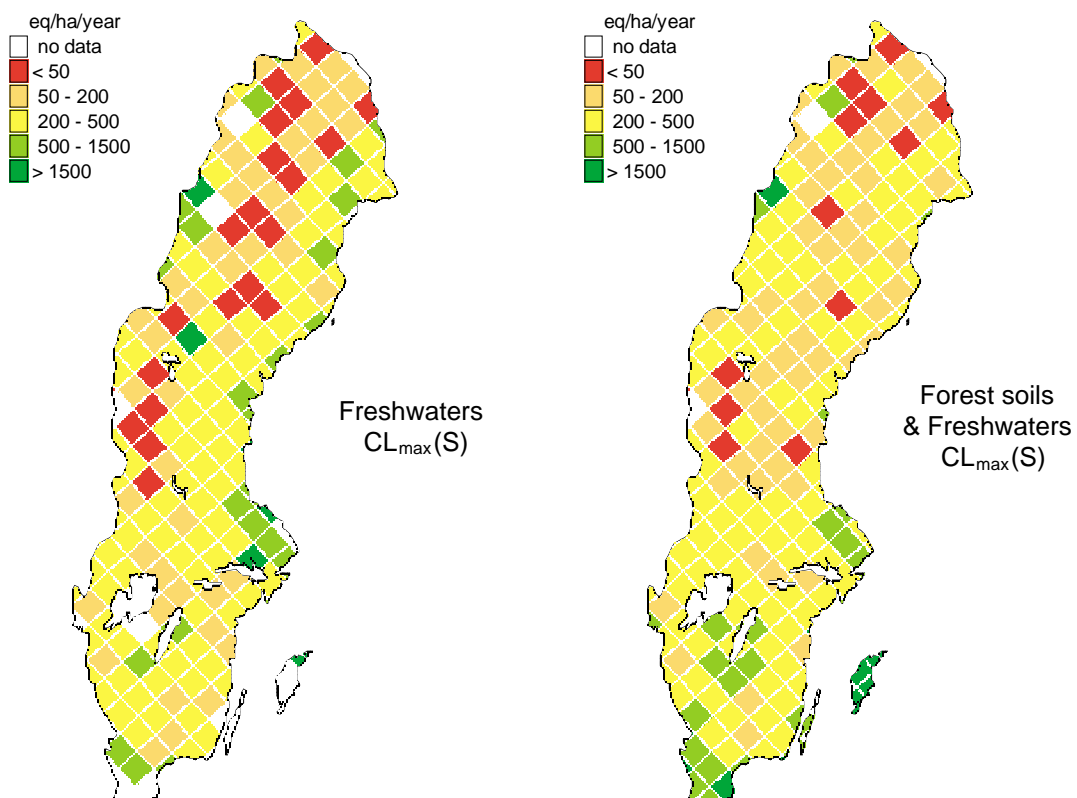 eq/ha/year
no data
< 50
50 - 200
200 - 500
500 - 1500
> 1500
Freshwaters
CLmax(S)
eq/ha/year
no data
< 50
50 - 200
200 - 500
500 - 1500
> 1500
Forest soils
& Freshwaters
CLmax(S)